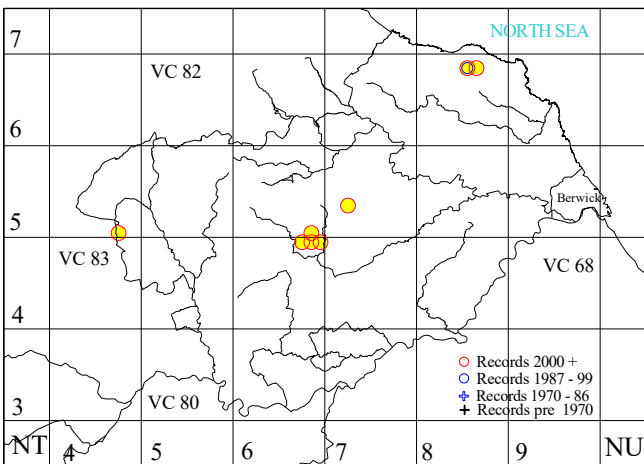 7
NORTH SEA
VC 82
6
Berwick
5
VC 83
VC 68
4
Records 2000 +
Records 1987 - 99
Records 1970 - 86
Records pre 1970
VC 80
3
NT 4 5 6 7 8 9 NU